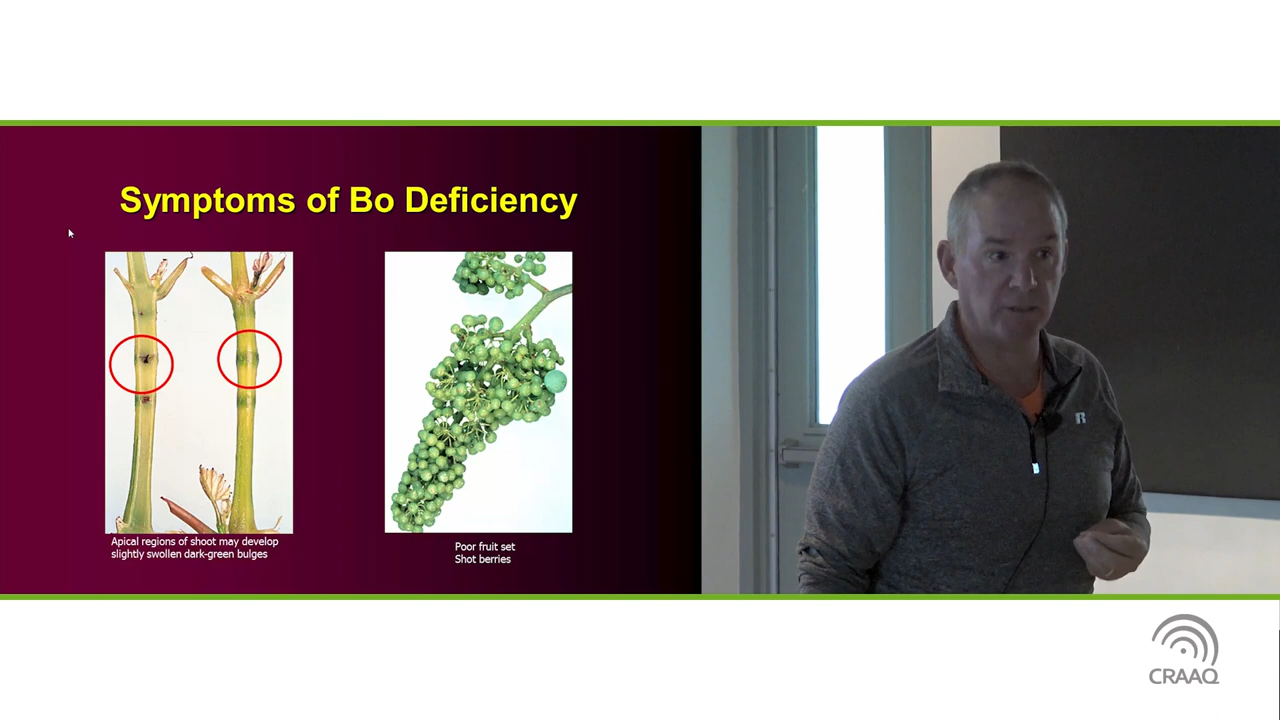 Symptoms of Bo Deficiency
Apical regions of shoot may develop
slightly swollen dark-green bulges
Poor fruit set
Shot berries
R
CRAAQ